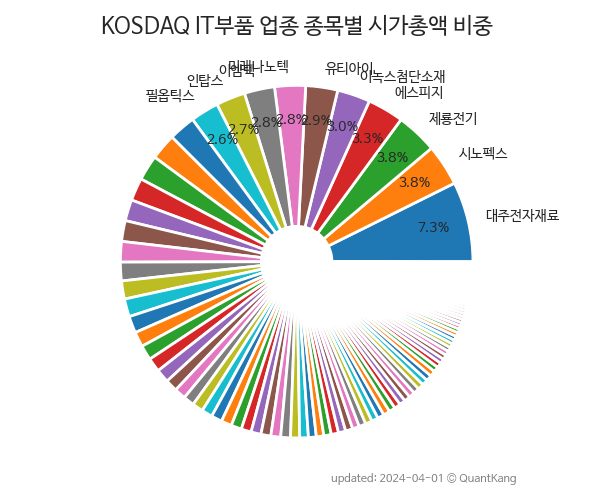 KOSDAQ IT부품 업종 종목별 시가총액 비중
대주전자재료
시노펙스
제룡전기
에스피지
이녹스첨단소재
유티아이
미래나노텍
아이엠텍
인탑스
필옵틱스
7.3%
3.8%
3.8%
3.3%
3.0%
2.9%
2.8%
2.8%
2.7%
2.6%
updated: 2024-04-01 © QuantKang